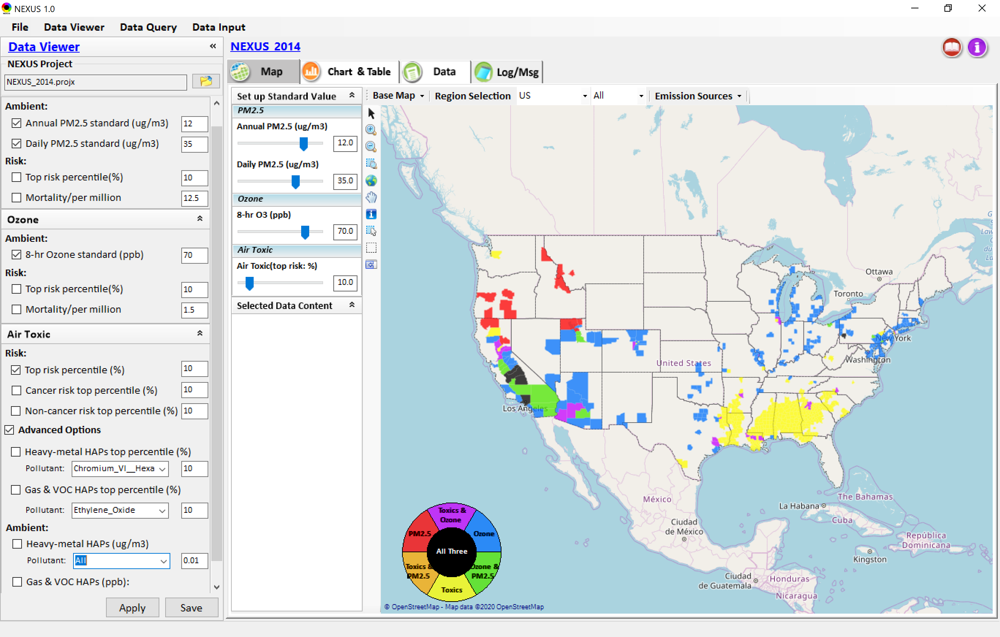 NEXUS 1.0
File Data Viewer Data Query Data Input
Data Viewer «
NEXUS Project
NEXUS_2014.projx
Ambient:
Annual PM2.5 standard (ug/m3) 12
Daily PM2.5 standard (ug/m3) 35
Risk:
Top risk percentile(%) 10
Mortality/per million 12.5
Ozone
Ambient:
8-hr Ozone standard (ppb) 70
Risk:
Top risk percentile(%) 10
Mortality/per million 1.5
Air Toxic
Risk:
Top risk percentile (%) 10
Cancer risk top percentile (%) 10
Non-cancer risk top percentile (%) 10
Advanced Options
Heavy-metal HAPs top percentile (%)
Pollutant: Chromium_VI__Hexa 10
Gas & VOC HAPs top percentile (%)
Pollutant: Ethylene_Oxide 10
Ambient:
Heavy-metal HAPs (ug/m3)
Pollutant: All 0.01
Gas & VOC HAPs (ppb):
Apply Save
NEXUS_2014
Map Chart & Table Data Log/Msg
Set up Standard Value
PM2.5
Annual PM2.5 (ug/m3)
12.0
Daily PM2.5 (ug/m3)
35.0
Ozone
8-hr O3 (ppb)
70.0
Air Toxic
Air Toxic(top risk: %)
10.0
Selected Data Content
Base Map Region Selection US All Emission Sources
Ottawa
Toronto
New York
Washington
United States
Los Angeles
México
The Bahamas
La Habana
Cuba
Ciudad
de México
República
Dominicana
Kingston
Ciudad
de Guatemala
Honduras
Nicaragua
Toxics &
Ozone
PM2.5
Ozone
All Three
Toxics &
PM2.5
Ozone &
PM2.5
Toxics
© OpenStreetMap - Map data ©2020 OpenStreetMap